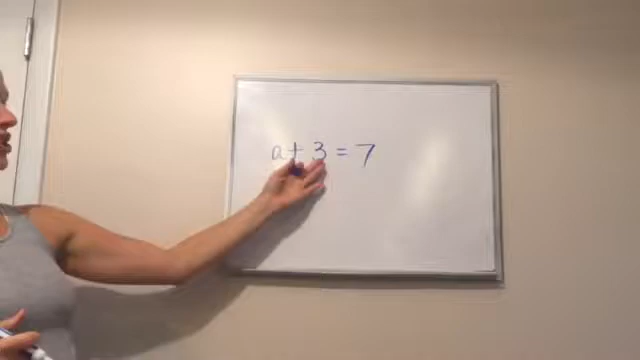 a + 3 = 7